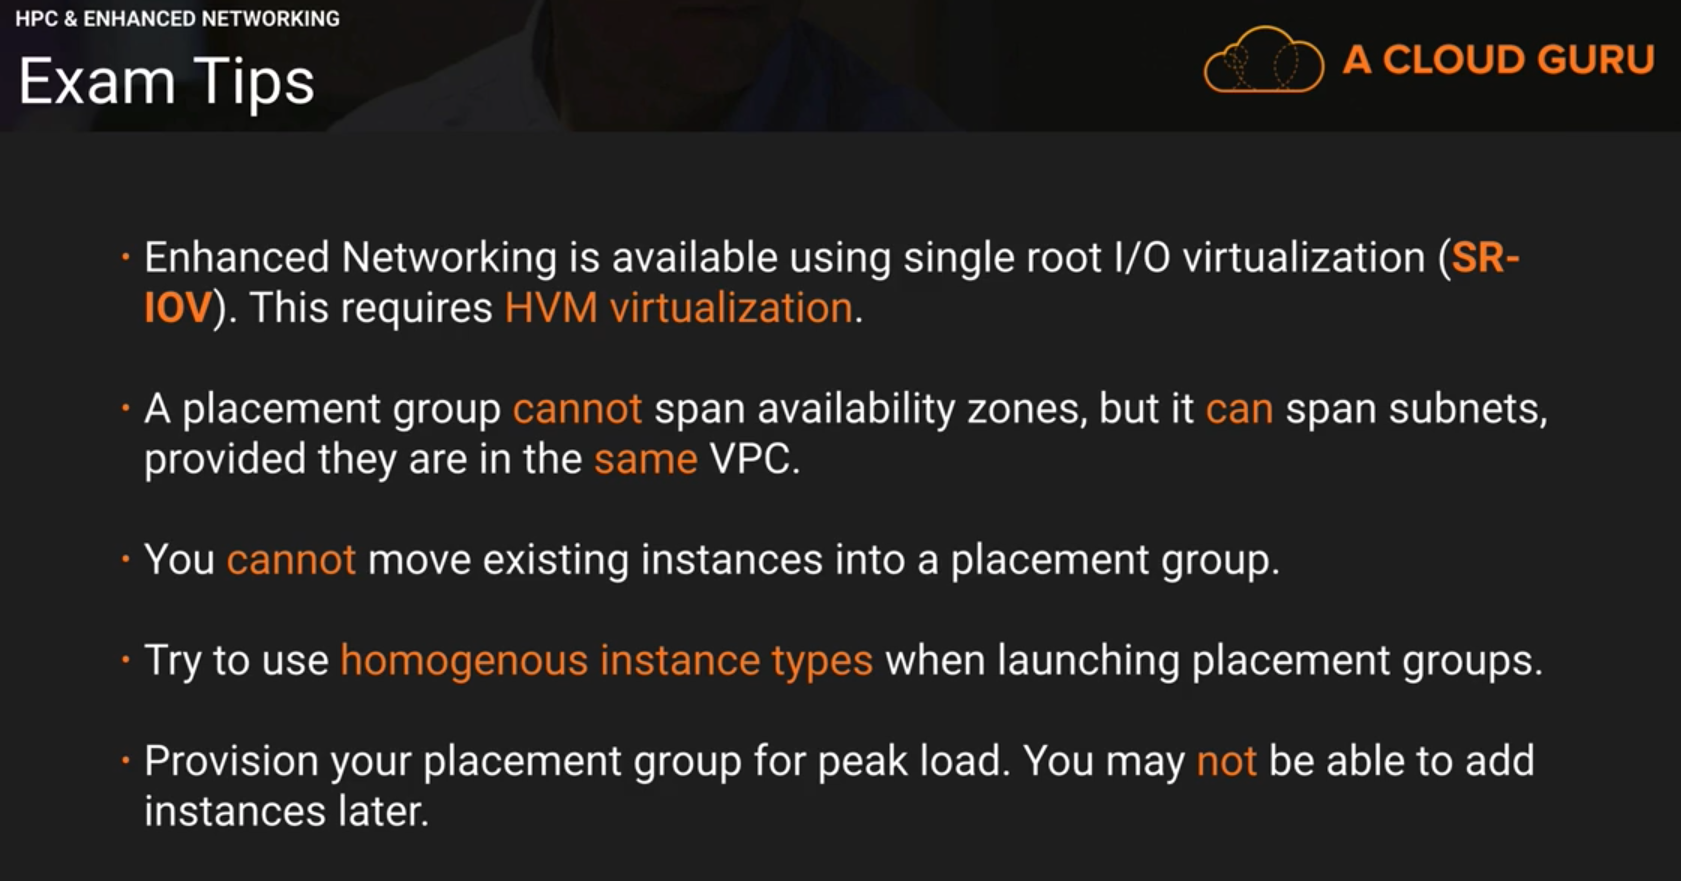 HPC & ENHANCED NETWORKING
Exam Tips
A CLOUD GURU
· Enhanced Networking is available using single root I/O virtualization (SR-
IOV). This requires HVM virtualization.
· A placement group cannot span availability zones, but it can span subnets,
provided they are in the same VPC.
· You cannot move existing instances into a placement group.
· Try to use homogenous instance types when launching placement groups.
· Provision your placement group for peak load. You may not be able to add
instances later.